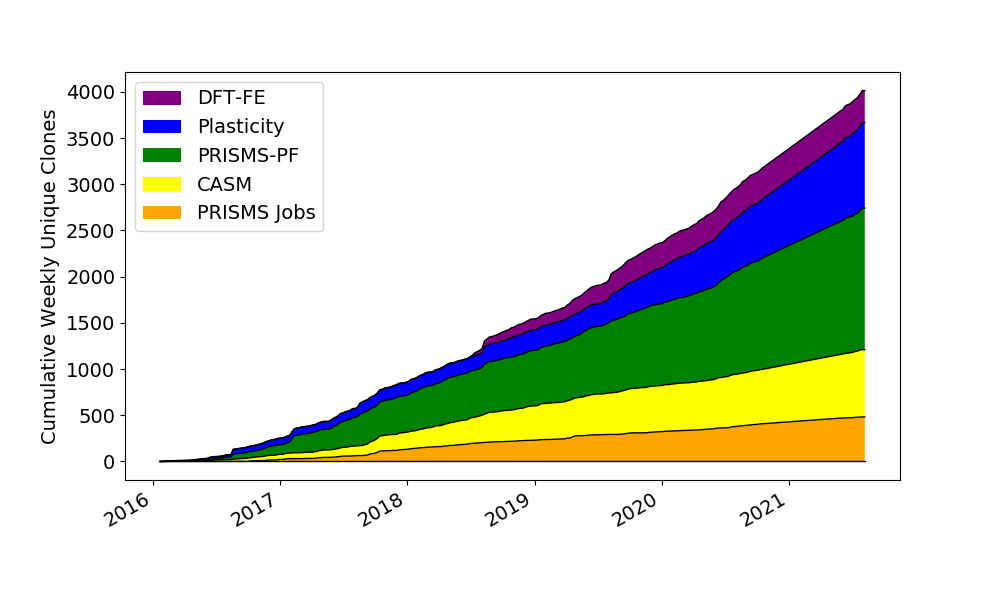 4000
3500
3000
2500
2000
1500
1000
500
0
Cumulative Weekly Unique Clones
DFT-FE
Plasticity
PRISMS-PF
CASM
PRISMS Jobs
2016
2017
2018
2019
2020
2021